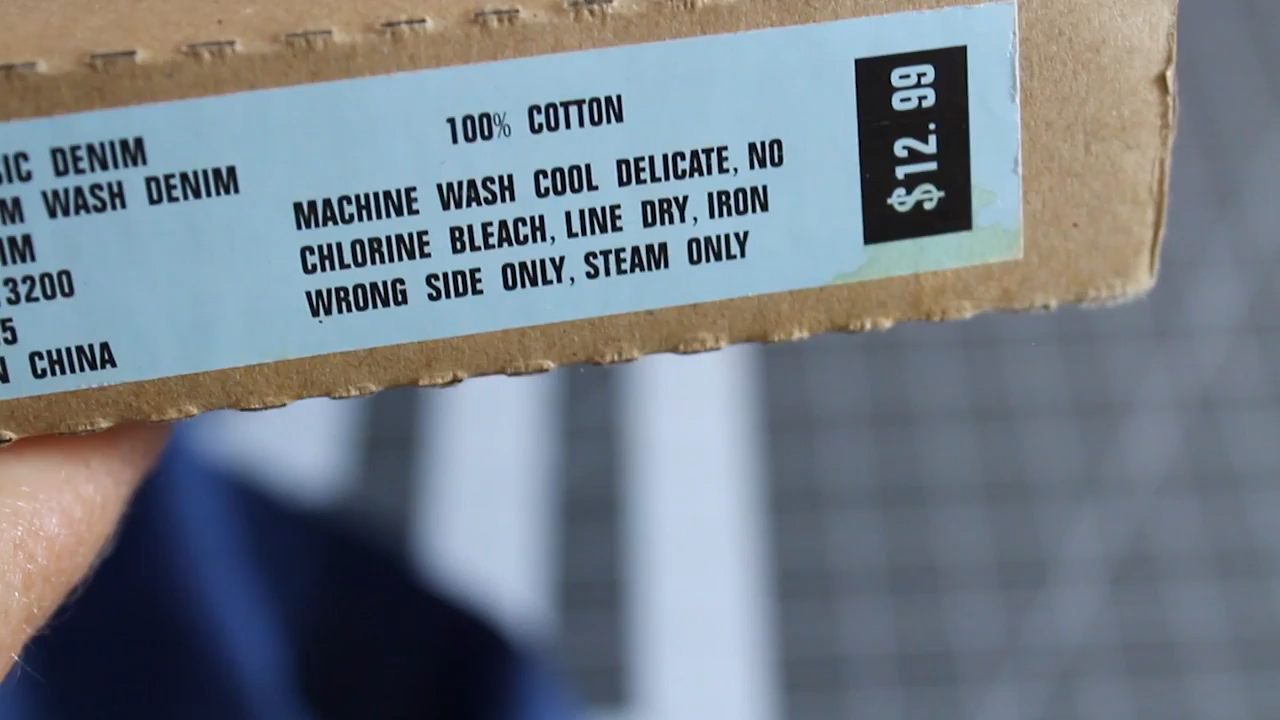 IC DENIM
M WASH DENIM
IM
3200
5
N CHINA
100% COTTON
MACHINE WASH COOL DELICATE, NO
CHLORINE BLEACH, LINE DRY, IRON
WRONG SIDE ONLY, STEAM ONLY
$12.99